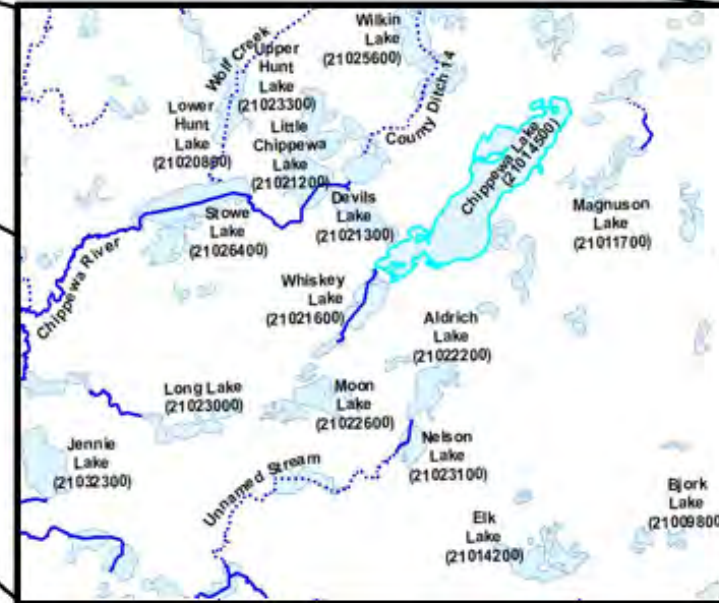 Wilkin
Lake
(21025600)
Wolf Creek
Upper
Hunt
Lake
(21023300)
County Ditch 14
Lower
Hunt
Lake
(21020800)
Little
Chippewa
Lake
(21021200)
Chippewa Lake
(21014500)
Stowe
Lake
(21026400)
Devils
Lake
(21021300)
Magnuson
Lake
(21011700)
Chippewa River
Whiskey
Lake
(21021600)
Aldrich
Lake
(21022200)
Long Lake
(21023000)
Moon
Lake
(21022600)
Jennie
Lake
(21032300)
Nelson
Lake
(21023100)
Unnamed Stream
Elk
Lake
(21014200)
Bjork
Lake
(21009800